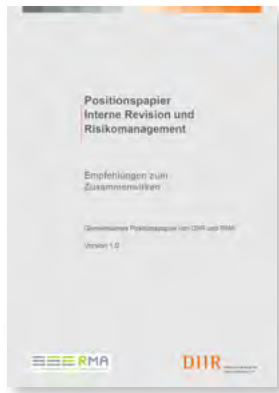 Positionspapier
Interne Revision und
Risikomanagement
Empfehlungen zum
Zusammenwirken
Gemeinsames Positionspapier von DIIR und RMA
Version 1.0
RMA
DIIR